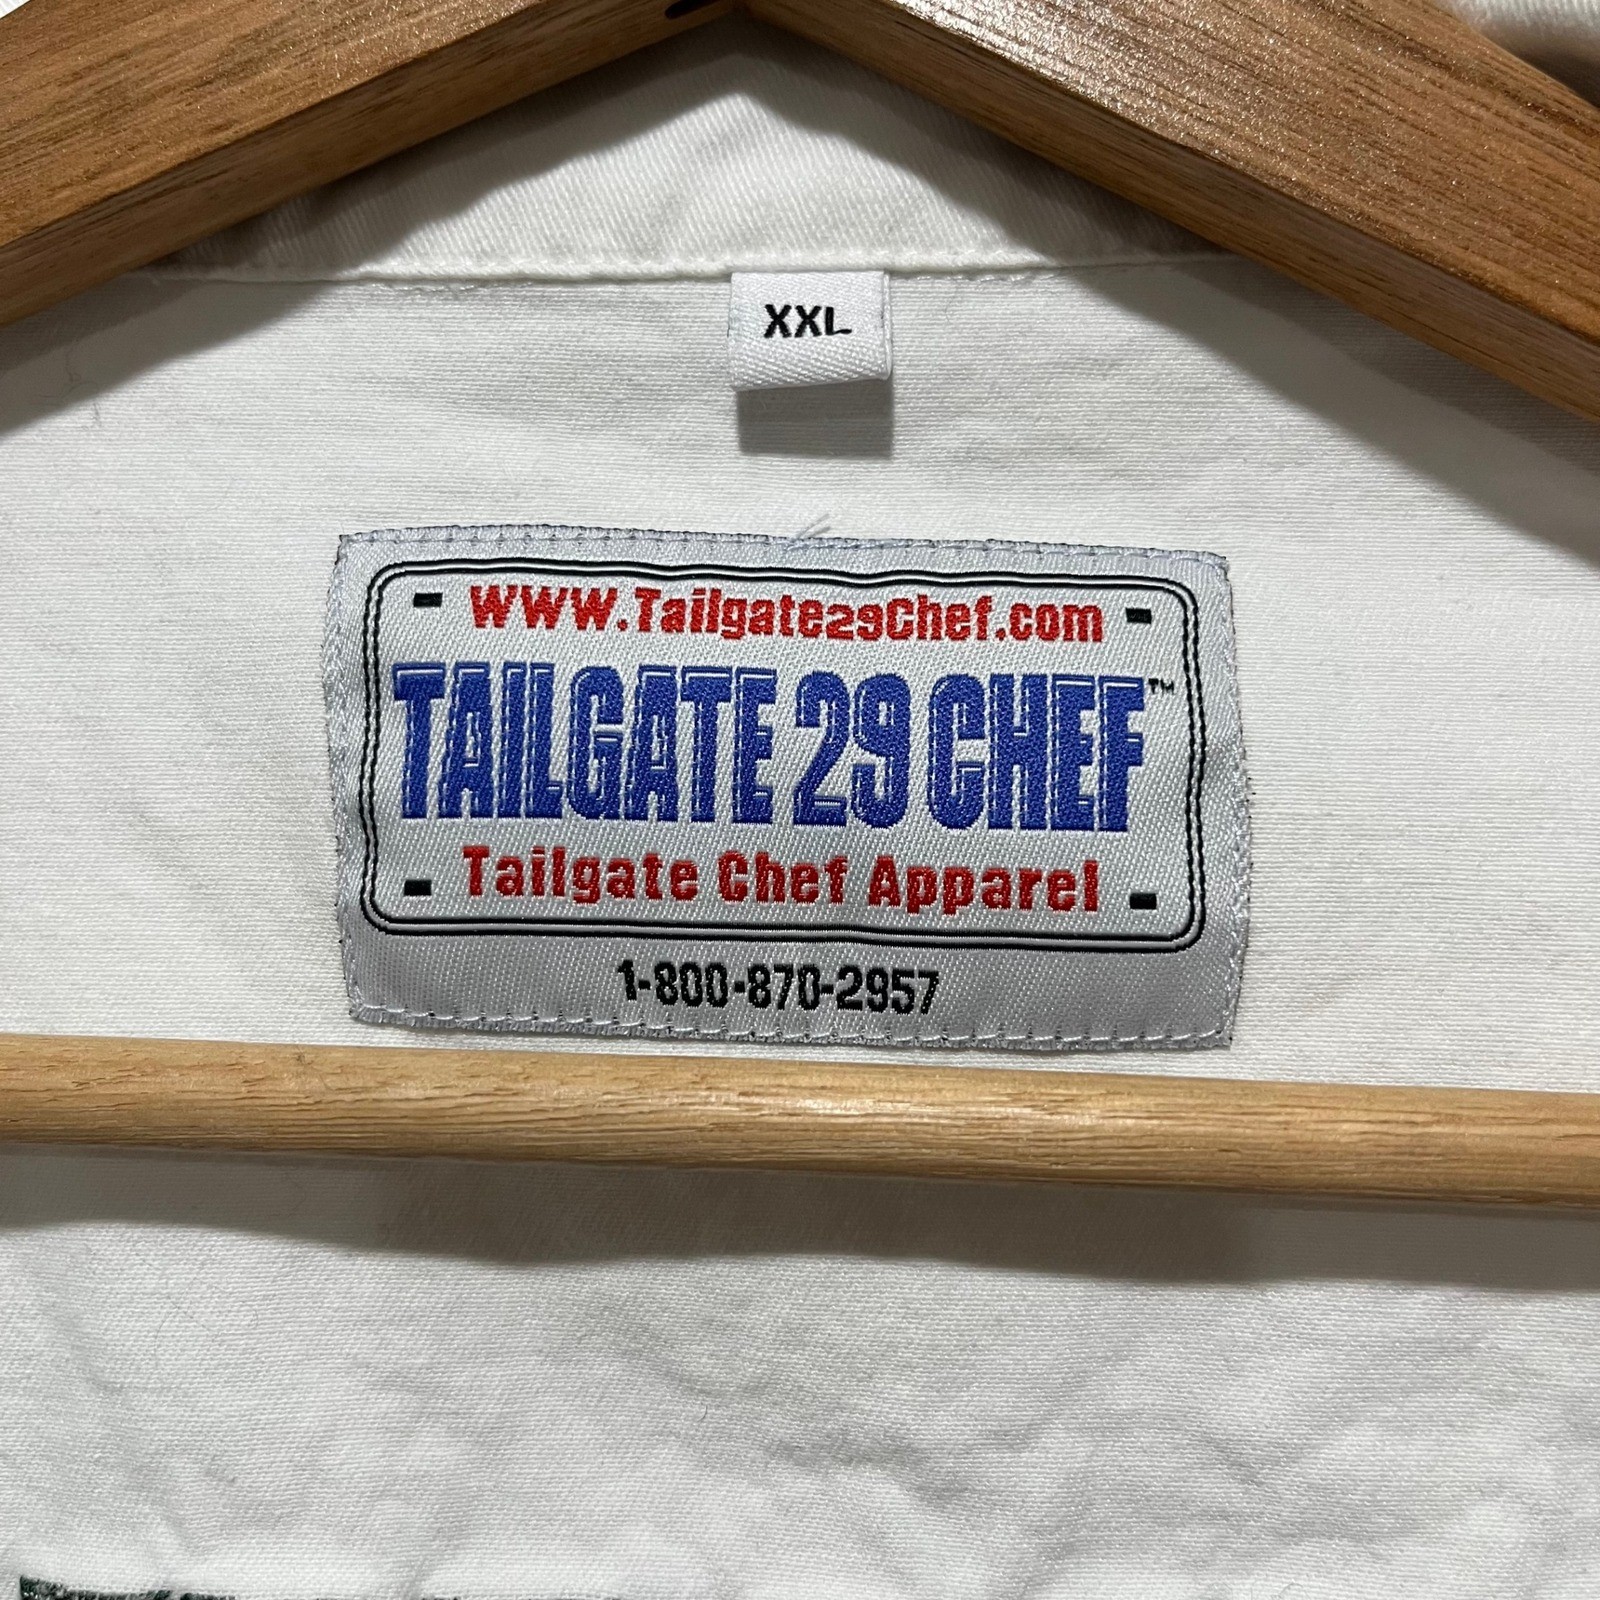 XXL
www.Tailgate29Chef.com
TAILGATE 29 CHEF™
Tailgate Chef Apparel
1-800-870-2957